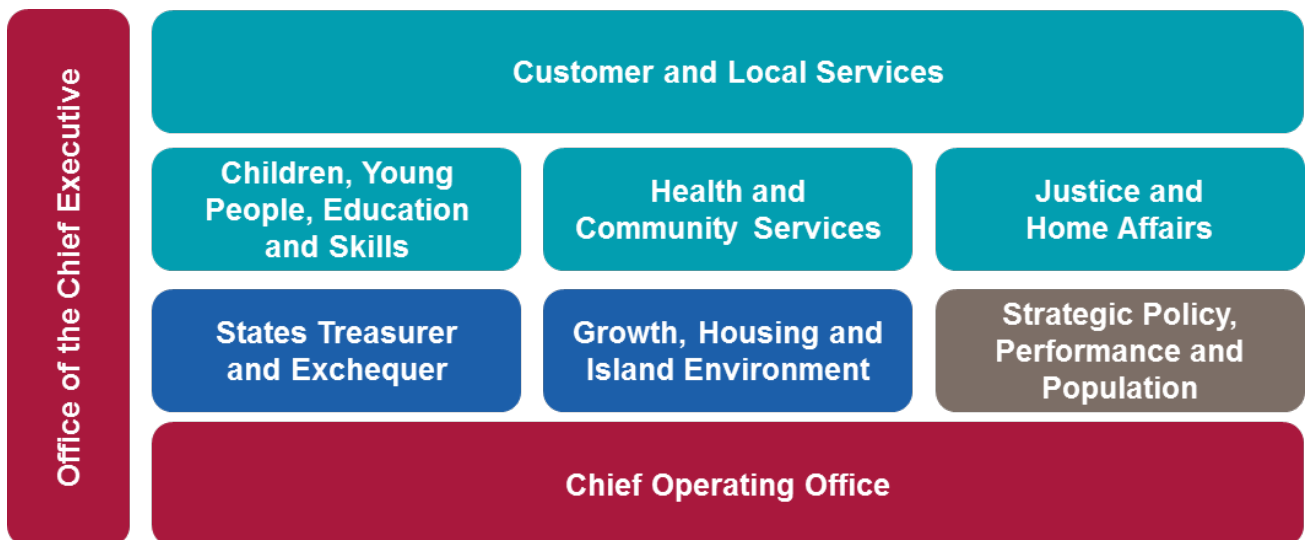 Office of the Chief Executive
Customer and Local Services
Children, Young
People, Education
and Skills
Health and
Community Services
Justice and
Home Affairs
States Treasurer
and Exchequer
Growth, Housing and
Island Environment
Strategic Policy,
Performance and
Population
Chief Operating Office